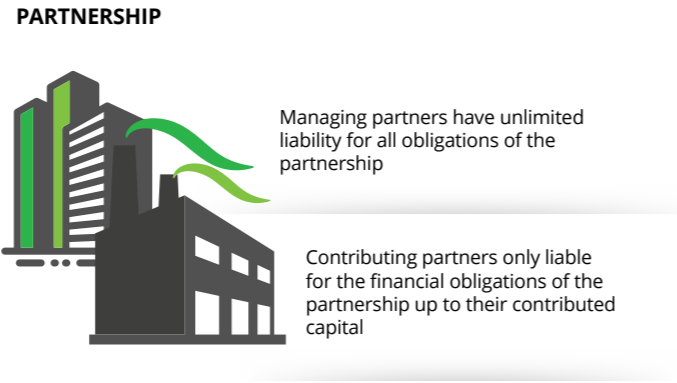 PARTNERSHIP
Managing partners have unlimited
liability for all obligations of the
partnership
Contributing partners only liable
for the financial obligations of the
partnership up to their contributed
capital